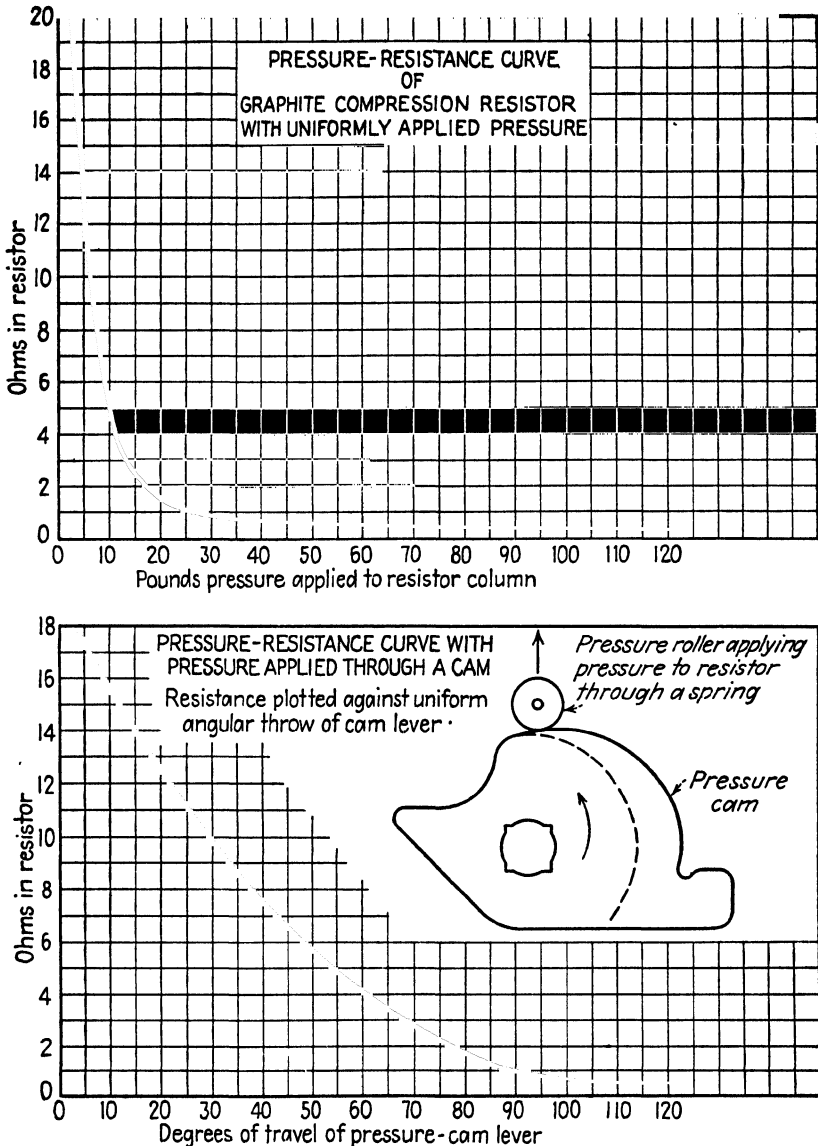 20
PRESSURE-RESISTANCE CURVE
OF
GRAPHITE COMPRESSION RESISTOR
WITH UNIFORMLY APPLIED PRESSURE
18
16
14
12
10
8
6
4
2
0
Ohms in resistor
0 10 20 30 40 50 60 70 80 90 100 110 120
Pounds pressure applied to resistor column
18
PRESSURE-RESISTANCE CURVE WITH
PRESSURE APPLIED THROUGH A CAM
Resistance plotted against uniform
angular throw of cam lever.
Pressure roller applying
pressure to resistor
through a spring
Pressure
cam
16
14
12
10
8
6
4
2
0
Ohms in resistor
0 10 20 30 40 50 60 70 80 90 100 110 120
Degrees of travel of pressure-cam lever